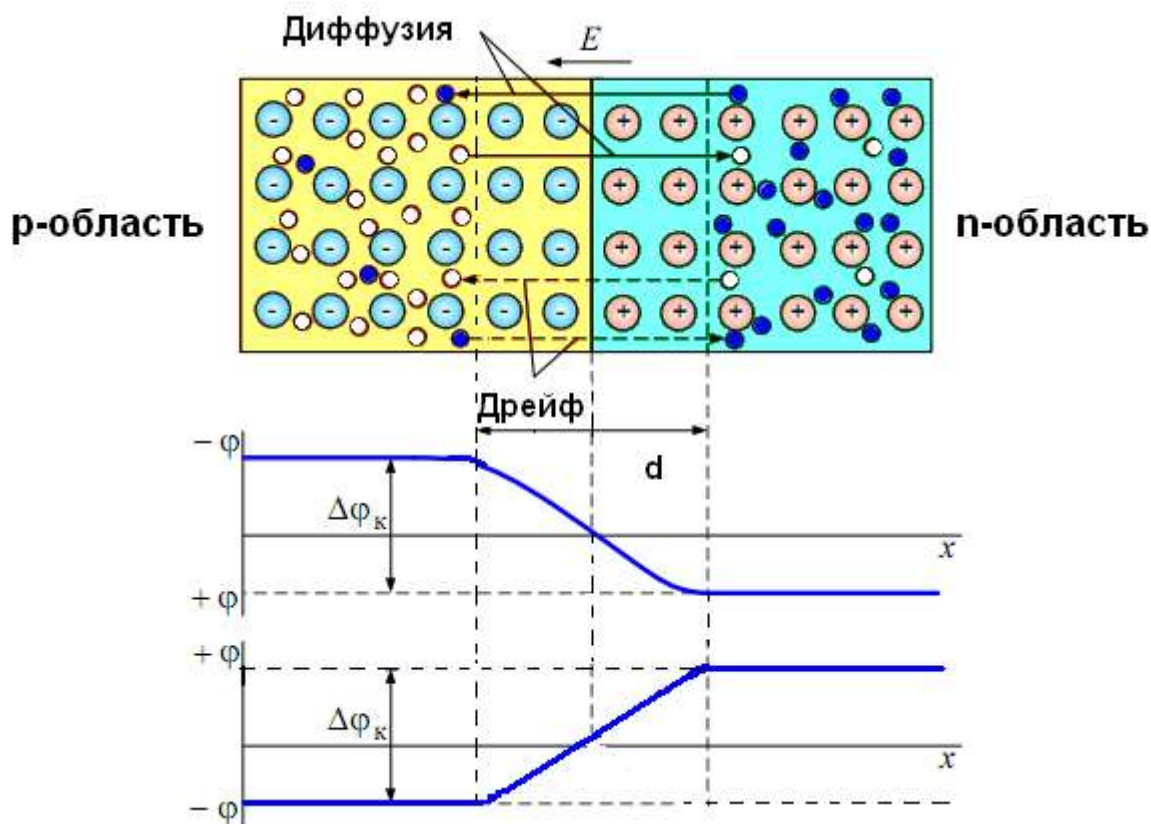 Диффузия
E
р-область
n-область
Дрейф
d
− φ
Δφк
x
+ φ
+ φ
Δφк
x
− φ